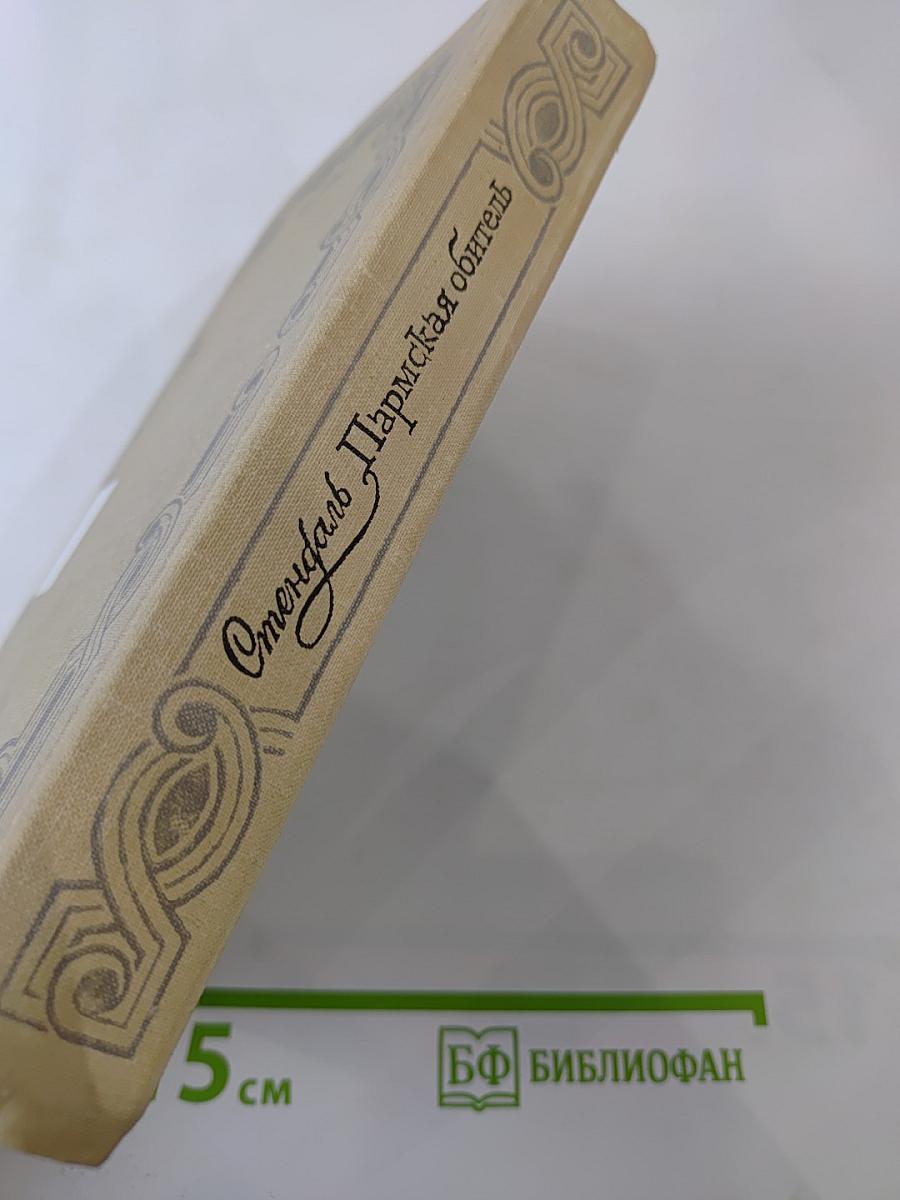 Стендаль Пармская обитель
5 см
БФ БИБЛИОФАН